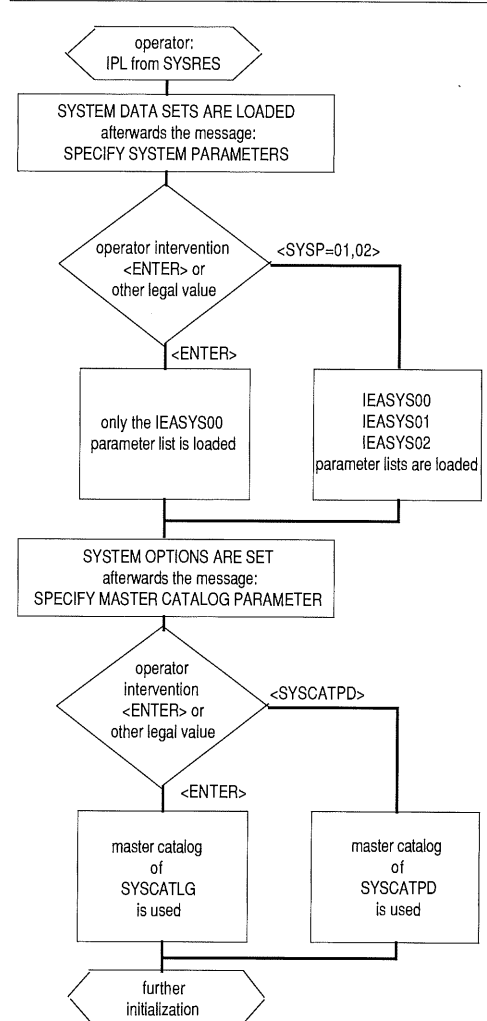 operator:
IPL from SYSRES
SYSTEM DATA SETS ARE LOADED
afterwards the message:
SPECIFY SYSTEM PARAMETERS
operator intervention
<ENTER> or
other legal value
<SYSP=01,02>
<ENTER>
only the IEASYS00
parameter list is loaded
IEASYS00
IEASYS01
IEASYS02
parameter lists are loaded
SYSTEM OPTIONS ARE SET
afterwards the message:
SPECIFY MASTER CATALOG PARAMETER
operator
intervention
<ENTER> or
other legal value
<SYSCATPD>
<ENTER>
master catalog
of
SYSCATLG
is used
master catalog
of
SYSCATPD
is used
further
initialization